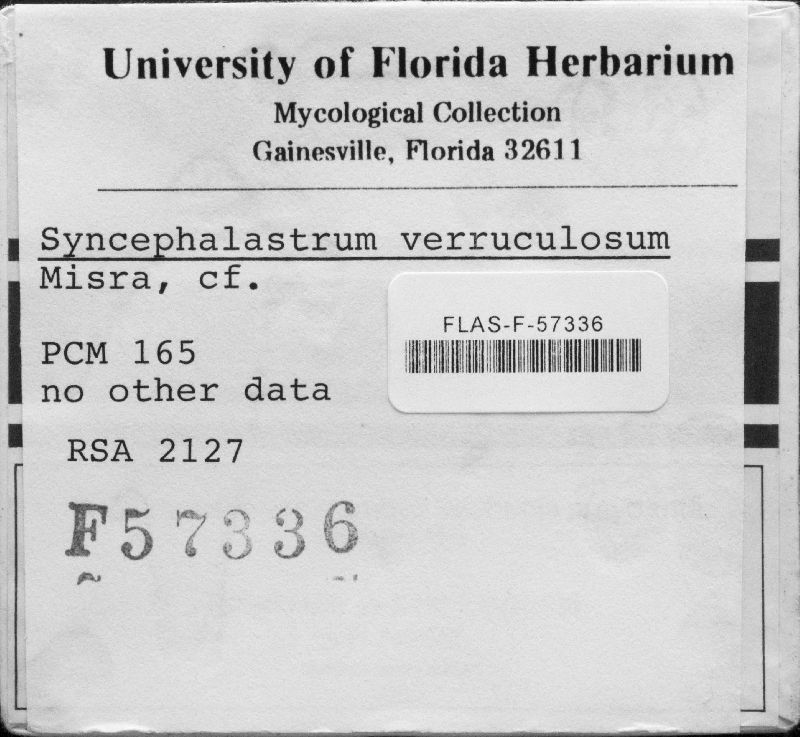 University of Florida Herbarium
Mycological Collection
Gainesville, Florida 32611
Syncephalastrum verruculosum
Misra, cf.
FLAS-F-57336
PCM 165
no other data
RSA 2127
F57336